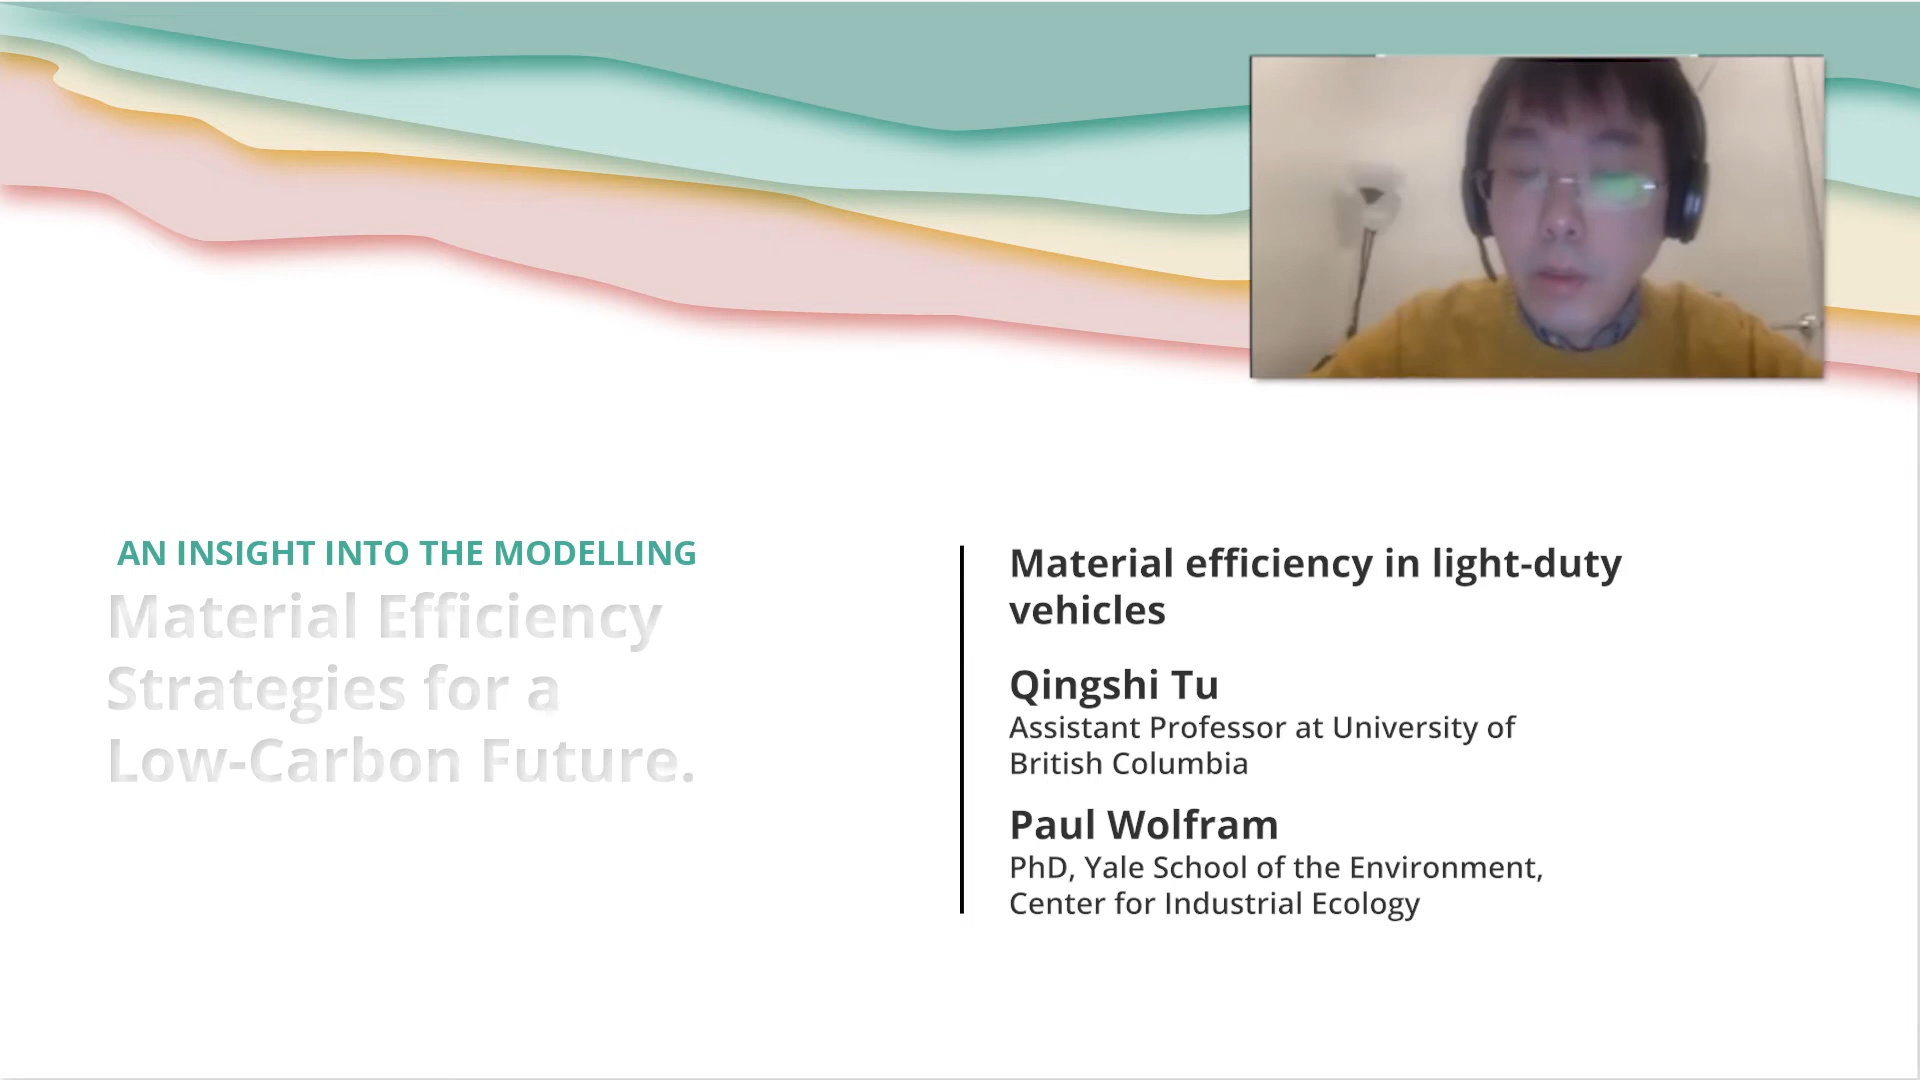 AN INSIGHT INTO THE MODELLING
Material Efficiency
Strategies for a
Low-Carbon Future.
Material efficiency in light-duty
vehicles
Qingshi Tu
Assistant Professor at University of
British Columbia
Paul Wolfram
PhD, Yale School of the Environment,
Center for Industrial Ecology